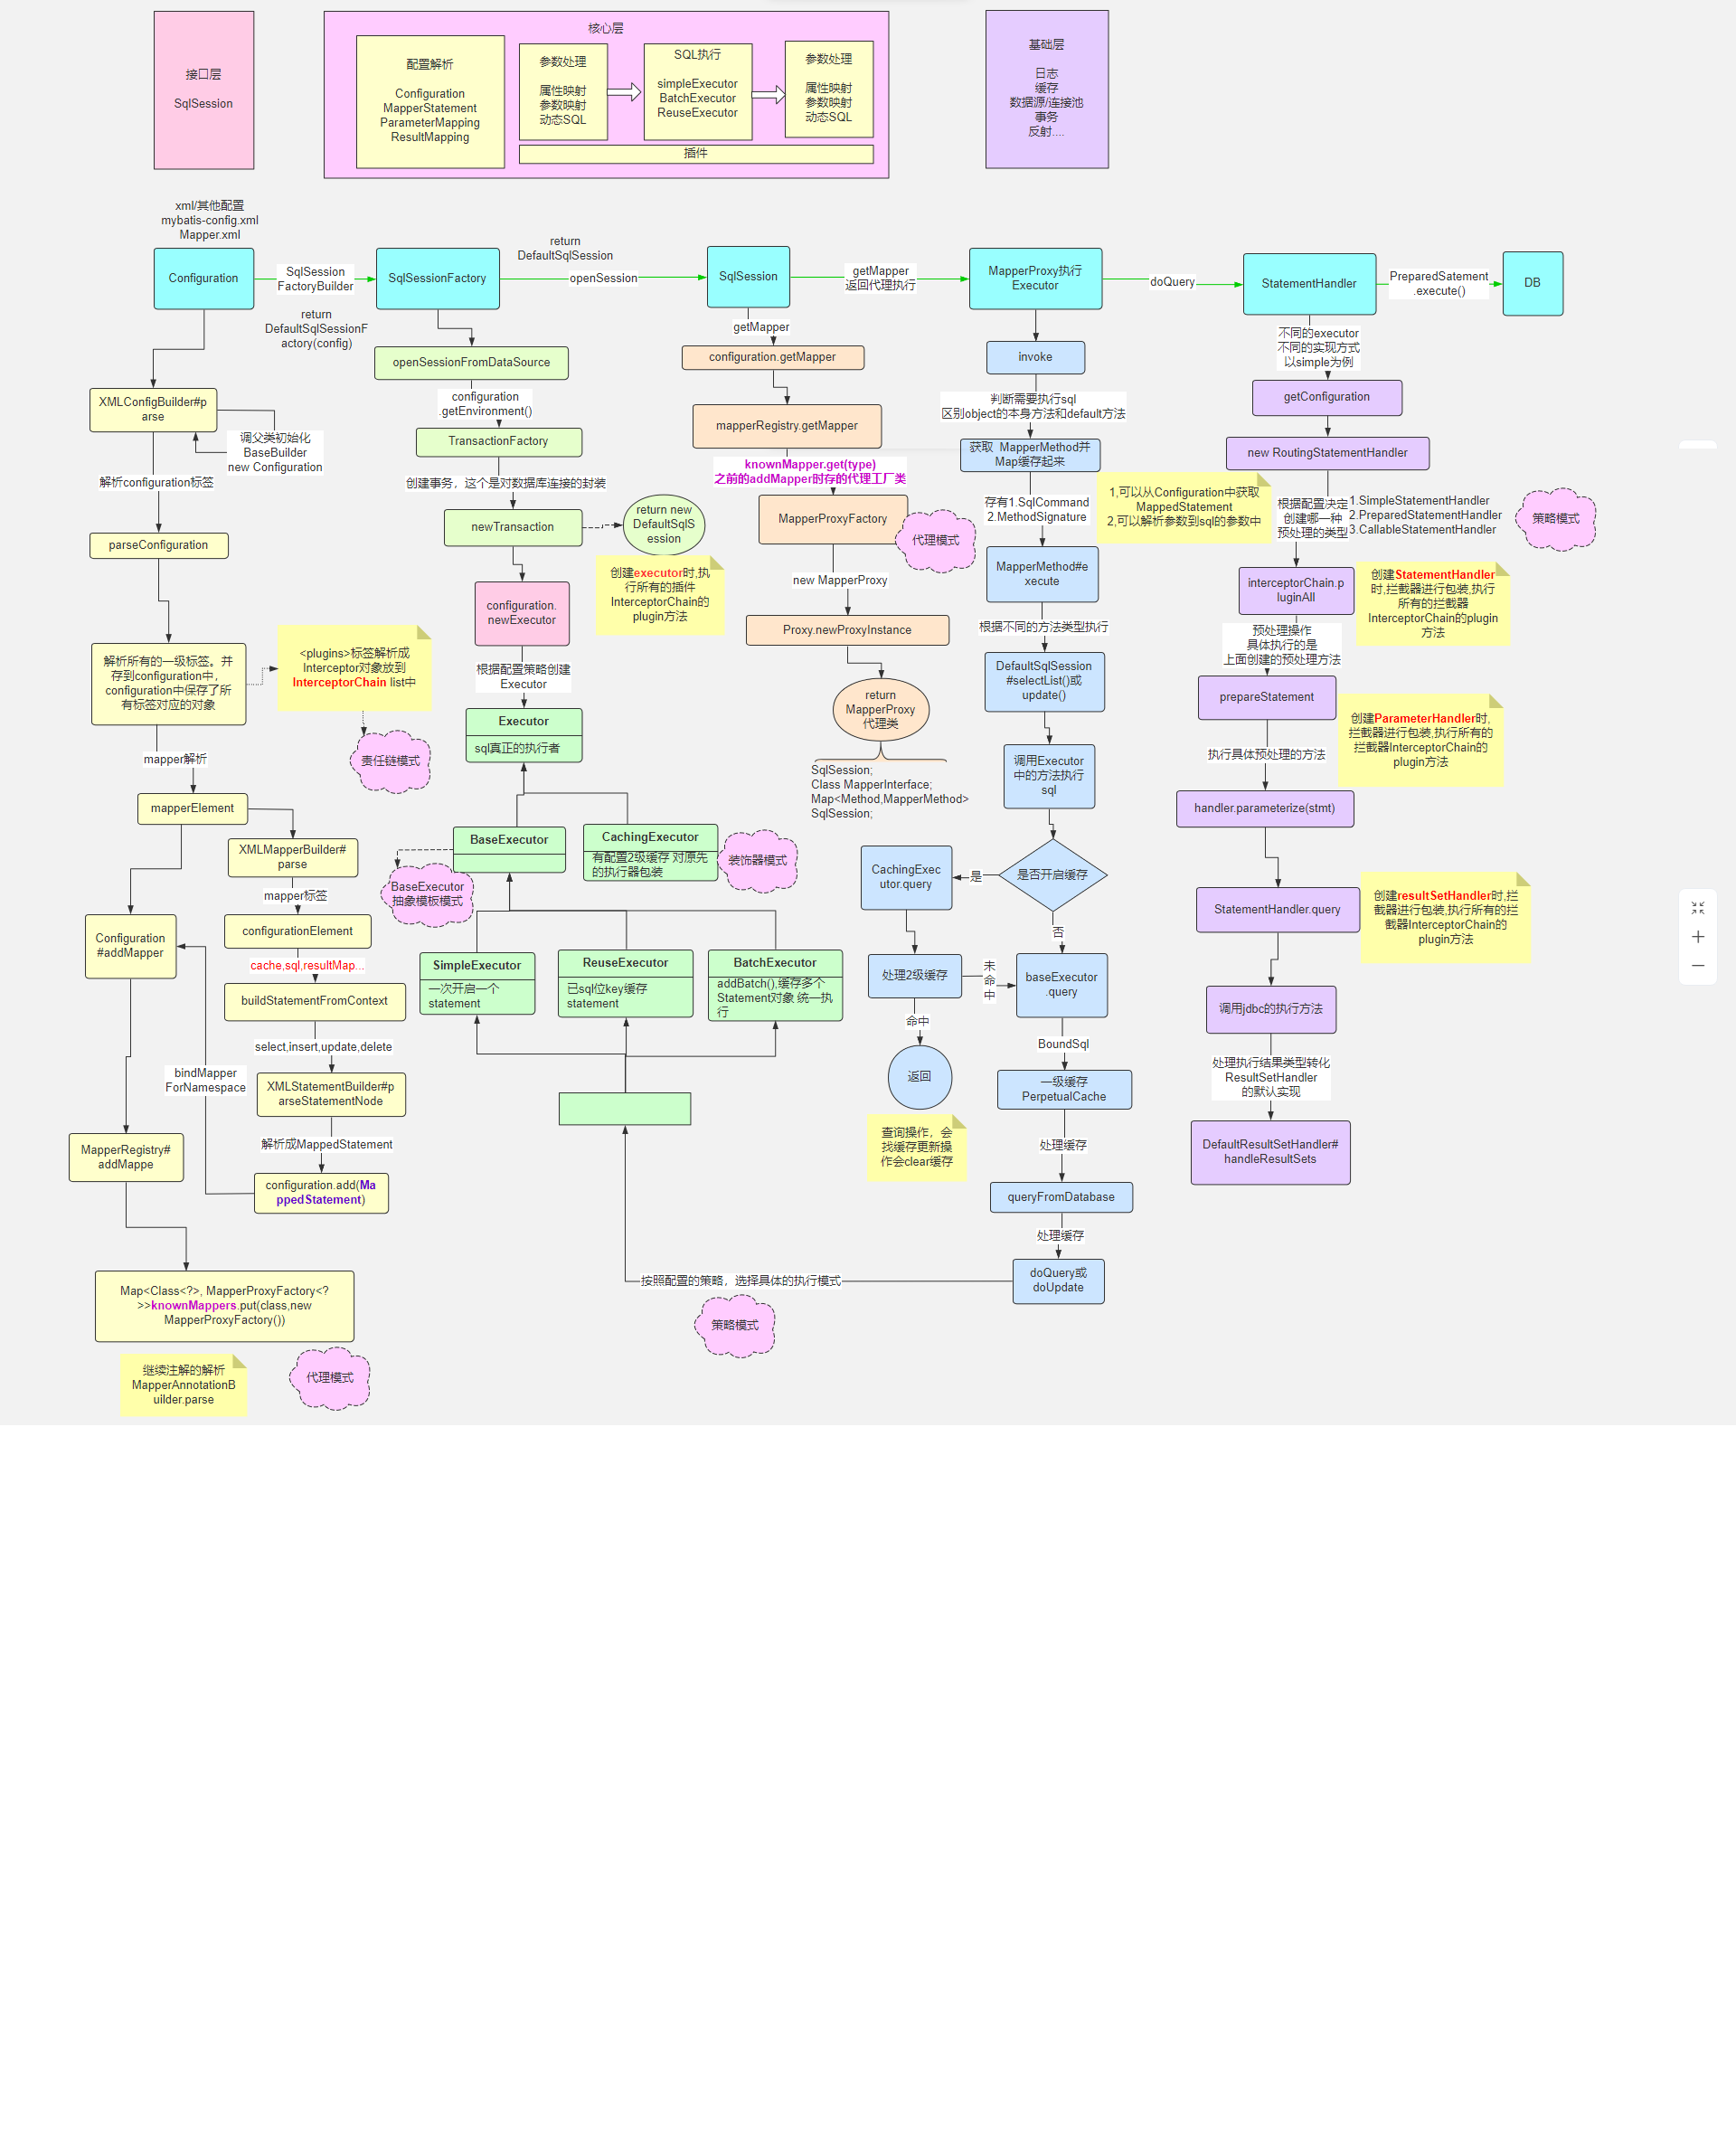 接口层
SqlSession
核心层
配置解析
Configuration
MapperStatement
ParameterMapping
ResultMapping
参数处理
属性映射
参数映射
动态SQL
SQL执行
simpleExecutor
BatchExecutor
ReuseExecutor
参数处理
属性映射
参数映射
动态SQL
插件
基础层
日志
缓存
数据源/连接池
事务
反射....
xml/其他配置
mybatis-config.xml
Mapper.xml
Configuration
SqlSession
FactoryBuilder
return
DefaultSqlSessionF
actory(config)
SqlSessionFactory
return
DefaultSqlSession
openSession
SqlSession
getMapper
返回代理执行
MapperProxy执行
Executor
doQuery
StatementHandler
PreparedSatement
.execute()
DB
XMLConfigBuilder#p
arse
调父类初始化
BaseBuilder
new Configuration
解析configuration标签
parseConfiguration
解析所有的一级标签。并
存到configuration中，
configuration中保存了所
有标签对应的对象
<plugins>标签解析成
Interceptor对象放到
InterceptorChain list中
责任链模式
mapper解析
mapperElement
XMLMapperBuilder#
parse
mapper标签
configurationElement
cache,sql,resultMap...
buildStatementFromContext
select,insert,update,delete
XMLStatementBuilder#p
arseStatementNode
解析成MappedStatement
configuration.add(Ma
ppedStatement)
bindMapper
ForNamespace
Configuration
#addMapper
MapperRegistry#
addMappe
Map<Class<?>, MapperProxyFactory<?
>>knownMappers.put(class,new
MapperProxyFactory())
继续注解的解析
MapperAnnotationB
uilder.parse
代理模式
openSessionFromDataSource
configuration
.getEnvironment()
TransactionFactory
创建事务，这个是对数据库连接的封装
newTransaction
return new
DefaultSqlS
ession
创建executor时,执
行所有的插件
InterceptorChain的
plugin方法
configuration.
newExecutor
根据配置策略创建
Executor
Executor
sql真正的执行者
BaseExecutor
CachingExecutor
有配置2级缓存 对原先
的执行器包装
装饰器模式
BaseExecutor
抽象模板模式
SimpleExecutor
一次开启一个
statement
ReuseExecutor
已sql位key缓存
statement
BatchExecutor
addBatch(),缓存多个
Statement对象 统一执
行
按照配置的策略，选择具体的执行模式
策略模式
getMapper
configuration.getMapper
mapperRegistry.getMapper
knownMapper.get(type)
之前的addMapper时存的代理工厂类
MapperProxyFactory
代理模式
new MapperProxy
Proxy.newProxyInstance
return
MapperProxy
代理类
SqlSession;
Class MapperInterface;
Map<Method,MapperMethod>
SqlSession;
invoke
判断需要执行sql
区别object的本身方法和default方法
获取 MapperMethod并
Map缓存起来
存有1.SqlCommand
2.MethodSignature
1,可以从Configuration中获取
MappedStatement
2,可以解析参数到sql的参数中
MapperMethod#e
xecute
根据不同的方法类型执行
DefaultSqlSession
#selectList()或
update()
调用Executor
中的方法执行
sql
是否开启缓存
是
CachingExec
utor.query
处理2级缓存
未
命
中
命中
返回
查询操作，会
找缓存更新操
作会clear缓存
否
baseExecutor
.query
BoundSql
一级缓存
PerpetualCache
处理缓存
queryFromDatabase
处理缓存
doQuery或
doUpdate
不同的executor
不同的实现方式
以simple为例
getConfiguration
new RoutingStatementHandler
根据配置决定
创建哪一种
预处理的类型
1.SimpleStatementHandler
2.PreparedStatementHandler
3.CallableStatementHandler
策略模式
interceptorChain.p
luginAll
创建StatementHandler
时,拦截器进行包装,执行
所有的拦截器
InterceptorChain的plugin
方法
预处理操作
具体执行的是
上面创建的预处理方法
prepareStatement
创建ParameterHandler时,
拦截器进行包装,执行所有的
拦截器InterceptorChain的
plugin方法
执行具体预处理的方法
handler.parameterize(stmt)
StatementHandler.query
创建resultSetHandler时,拦
截器进行包装,执行所有的拦
截器InterceptorChain的
plugin方法
调用jdbc的执行方法
处理执行结果类型转化
ResultSetHandler
的默认实现
DefaultResultSetHandler#
handleResultSets